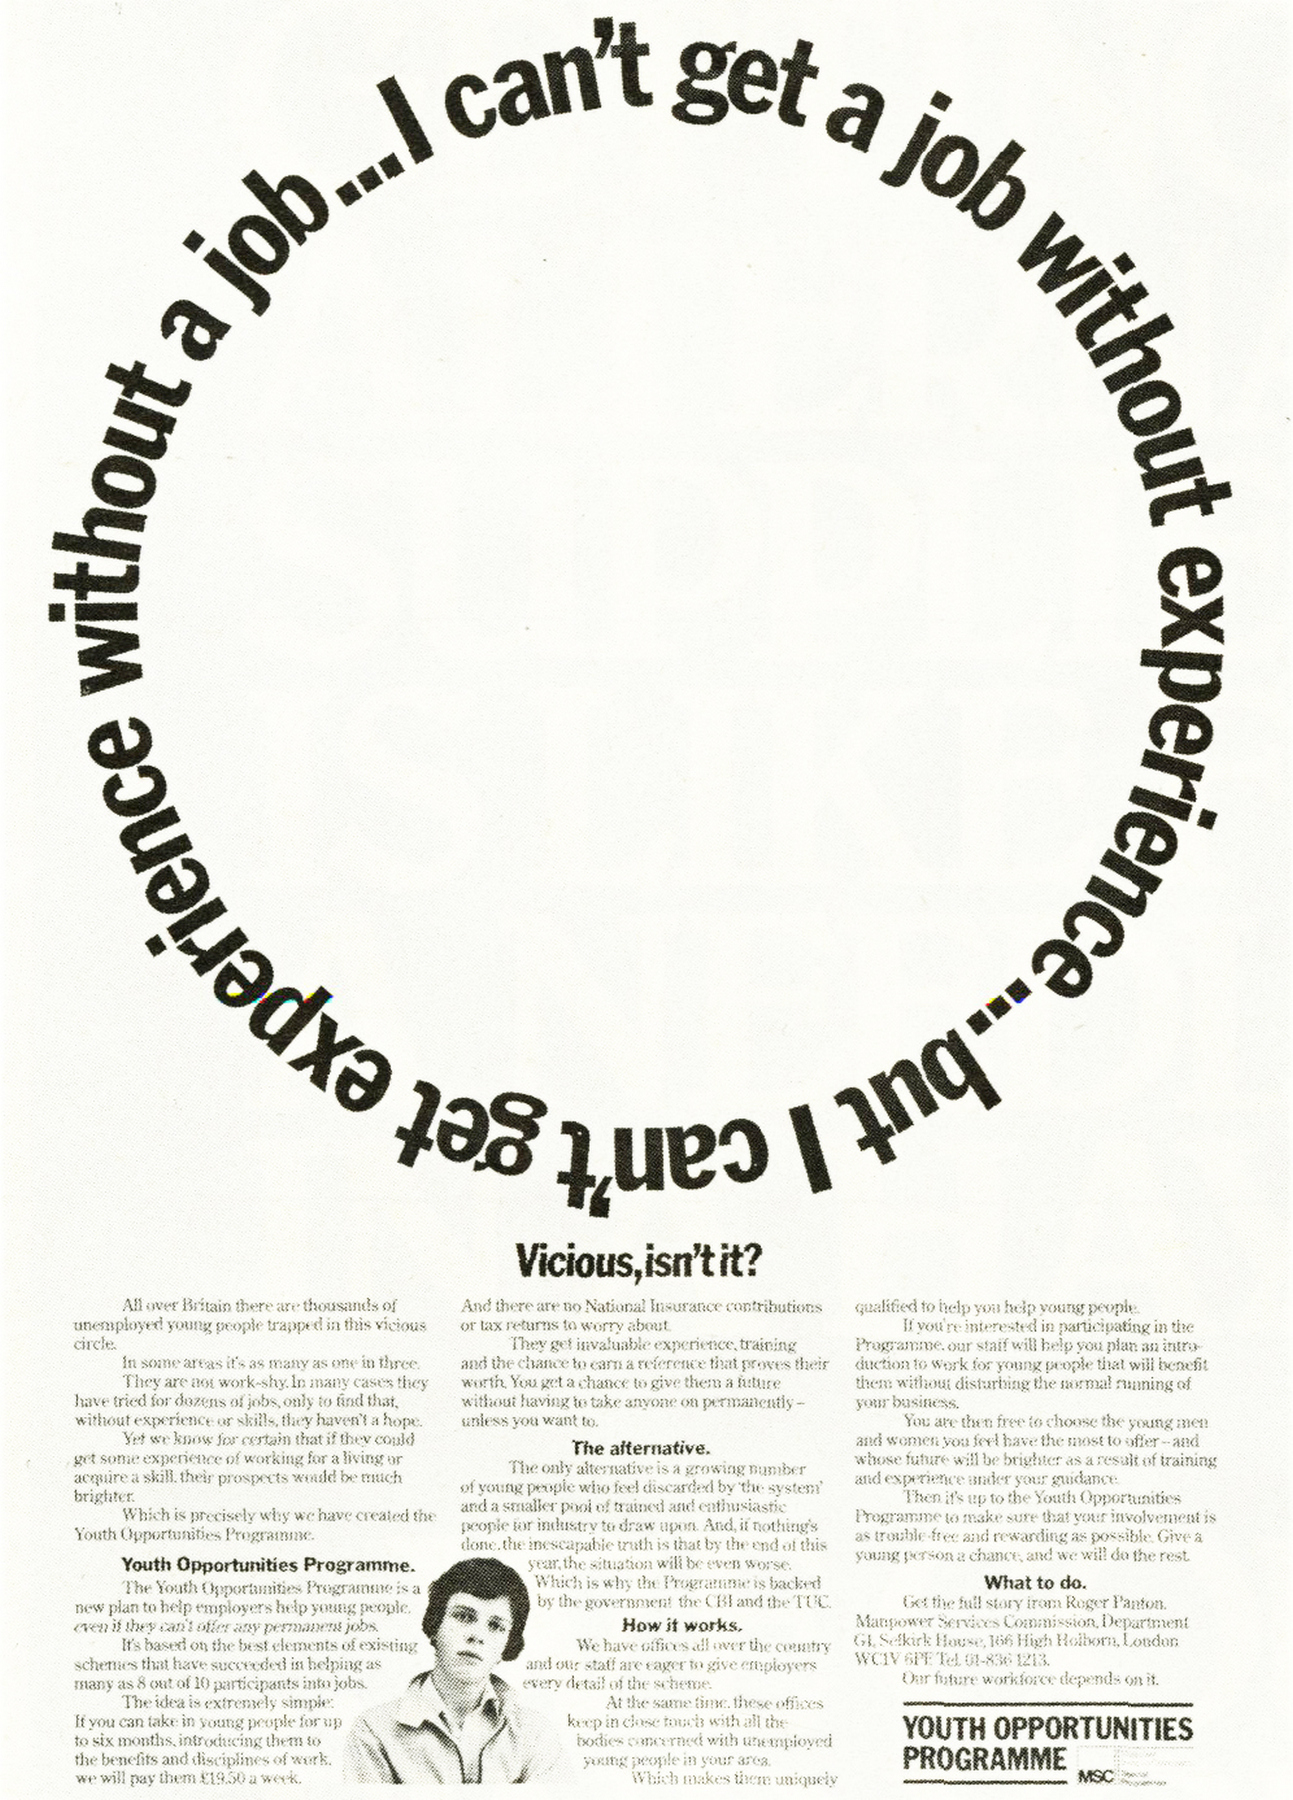 I can't get a job without experience...but I can't get experience without a job...
Vicious, isn't it?
All over Britain there are thousands of
unemployed young people trapped in this vicious
circle.
In some areas it's as many as one in three.
They are not work-shy. In many cases they
have tried for dozens of jobs, only to find that,
without experience or skills, they haven't a hope.
Yet we know for certain that if they could
get some experience of working for a living or
acquire a skill, their prospects would be much
brighter.
Which is precisely why we have created the
Youth Opportunities Programme.
Youth Opportunities Programme.
The Youth Opportunities Programme is a
new plan to help employers help young people,
even if they can't offer any permanent jobs.
It's based on the best elements of existing
schemes that have succeeded in helping as
many as 8 out of 10 participants into jobs.
The idea is extremely simple:
If you can take in young people for up
to six months, introducing them to
the benefits and disciplines of work,
we will pay them £19.50 a week.
And there are no National Insurance contributions
or tax returns to worry about.
They get invaluable experience, training
and the chance to earn a reference that proves their
worth. You get a chance to give them a future
without having to take anyone on permanently –
unless you want to.
The alternative.
The only alternative is a growing number
of young people who feel discarded by 'the system'
and a smaller pool of trained and enthusiastic
people for industry to draw upon. And, if nothing's
done, the inescapable truth is that by the end of this
year, the situation will be even worse.
Which is why the Programme is backed
by the government the CBI and the TUC.
How it works.
We have offices all over the country
and our staff are eager to give employers
every detail of the scheme.
At the same time, these offices
keep in close touch with all the
bodies concerned with unemployed
young people in your area.
Which makes them uniquely
qualified to help you help young people.
If you're interested in participating in the
Programme, our staff will help you plan an intro-
duction to work for young people that will benefit
them without disturbing the normal running of
your business.
You are then free to choose the young men
and women you feel have the most to offer – and
whose future will be brighter as a result of training
and experience under your guidance.
Then it's up to the Youth Opportunities
Programme to make sure that your involvement is
as trouble-free and rewarding as possible. Give a
young person a chance, and we will do the rest.
What to do.
Get the full story from Roger Panton,
Manpower Services Commission, Department
G1, Selkirk House, 166 High Holborn, London
WC1V 6PF. Tel. 01-836 1213.
Our future workforce depends on it.
YOUTH OPPORTUNITIES
PROGRAMME
MSC